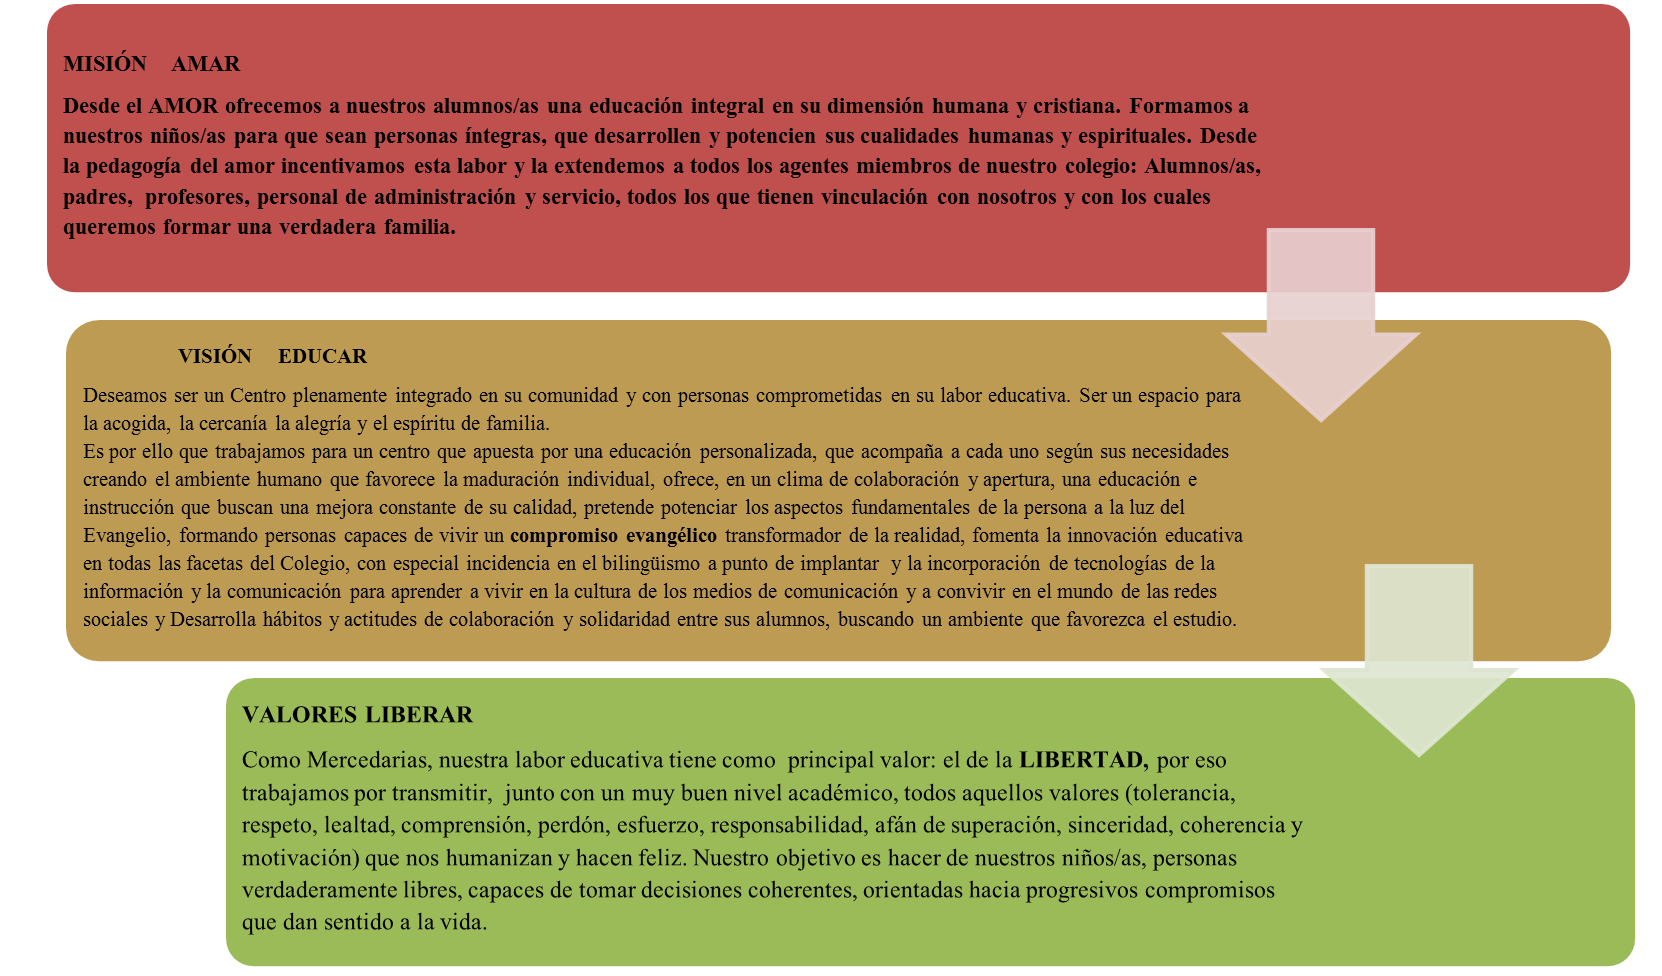 MISIÓN AMAR
Desde el AMOR ofrecemos a nuestros alumnos/as una educación integral en su dimensión humana y cristiana. Formamos a
nuestros niños/as para que sean personas íntegras, que desarrollen y potencien sus cualidades humanas y espirituales. Desde
la pedagogía del amor incentivamos esta labor y la extendemos a todos los agentes miembros de nuestro colegio: Alumnos/as,
padres, profesores, personal de administración y servicio, todos los que tienen vinculación con nosotros y con los cuales
queremos formar una verdadera familia.
VISIÓN EDUCAR
Deseamos ser un Centro plenamente integrado en su comunidad y con personas comprometidas en su labor educativa. Ser un espacio para
la acogida, la cercanía la alegría y el espíritu de familia.
Es por ello que trabajamos para un centro que apuesta por una educación personalizada, que acompaña a cada uno según sus necesidades
creando el ambiente humano que favorece la maduración individual, ofrece, en un clima de colaboración y apertura, una educación e
instrucción que buscan una mejora constante de su calidad, pretende potenciar los aspectos fundamentales de la persona a la luz del
Evangelio, formando personas capaces de vivir un compromiso evangélico transformador de la realidad, fomenta la innovación educativa
en todas las facetas del Colegio, con especial incidencia en el bilingüismo a punto de implantar y la incorporación de tecnologías de la
información y la comunicación para aprender a vivir en la cultura de los medios de comunicación y a convivir en el mundo de las redes
sociales y Desarrolla hábitos y actitudes de colaboración y solidaridad entre sus alumnos, buscando un ambiente que favorezca el estudio.
VALORES LIBERAR
Como Mercedarias, nuestra labor educativa tiene como principal valor: el de la LIBERTAD, por eso
trabajamos por transmitir, junto con un muy buen nivel académico, todos aquellos valores (tolerancia,
respeto, lealtad, comprensión, perdón, esfuerzo, responsabilidad, afán de superación, sinceridad, coherencia y
motivación) que nos humanizan y hacen feliz. Nuestro objetivo es hacer de nuestros niños/as, personas
verdaderamente libres, capaces de tomar decisiones coherentes, orientadas hacia progresivos compromisos
que dan sentido a la vida.